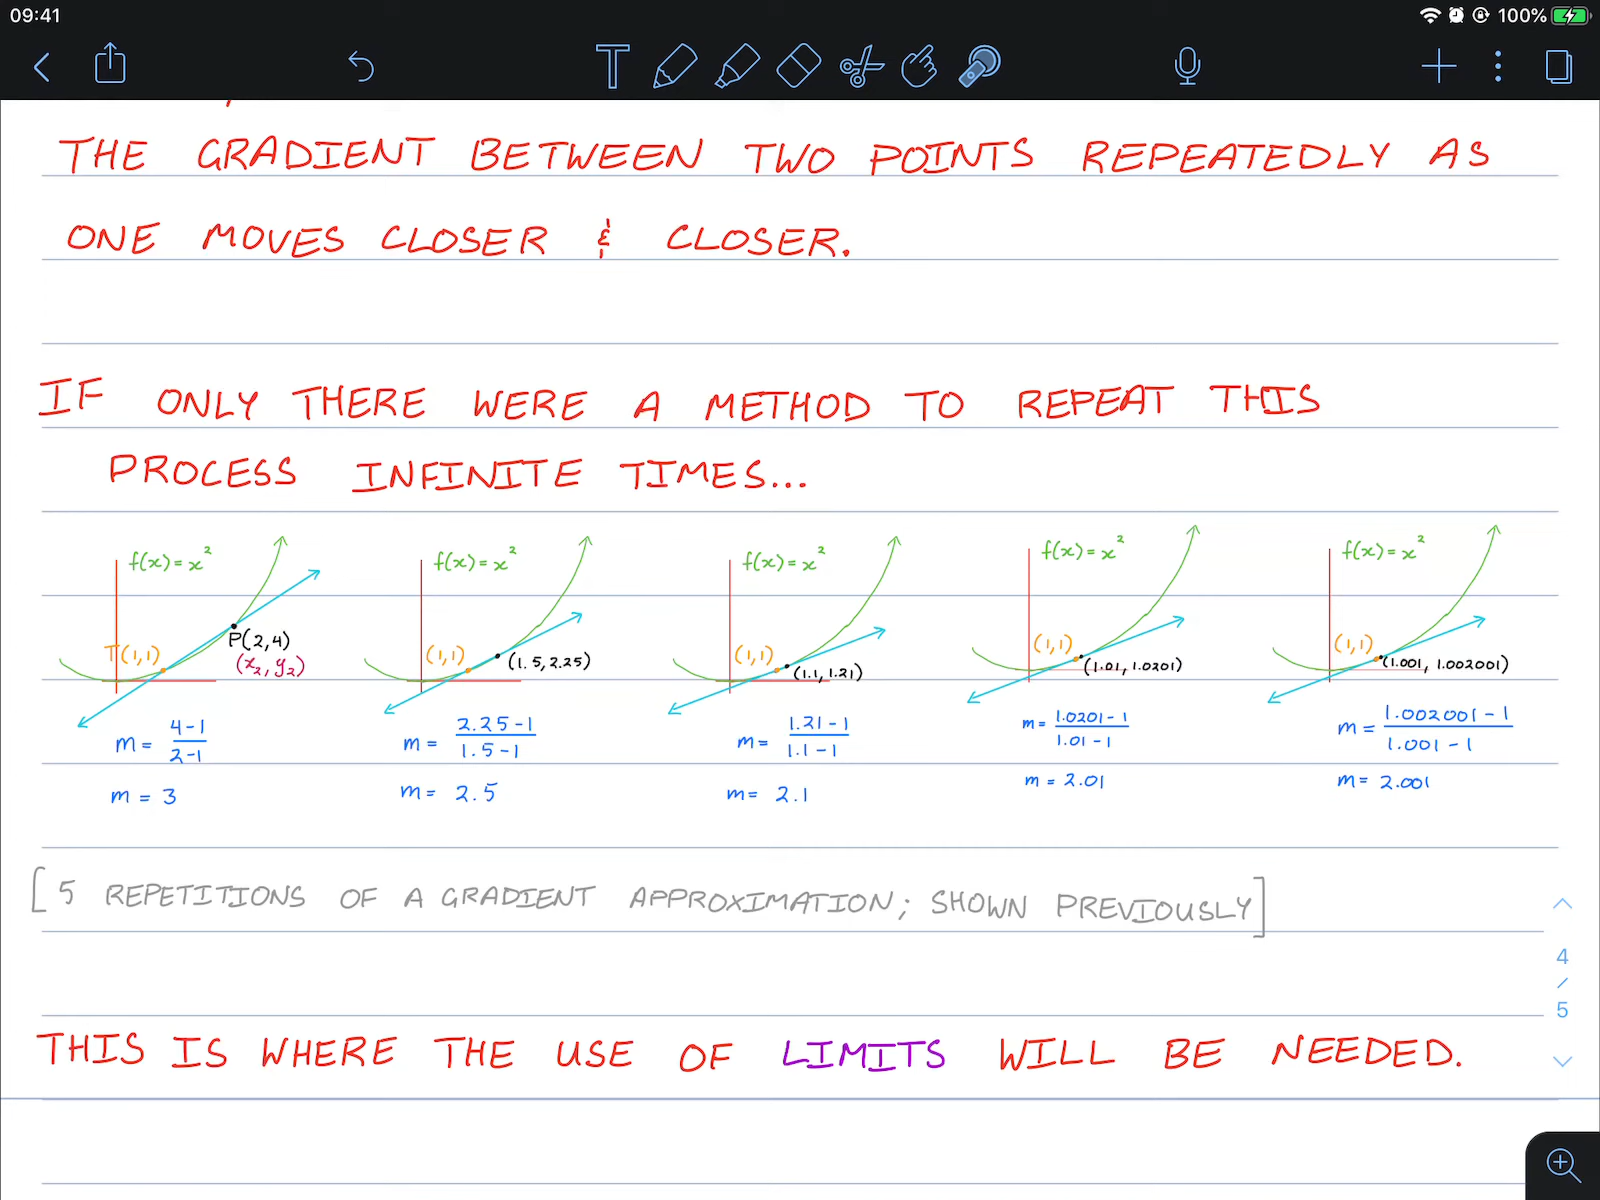 09:41 100%
THE GRADIENT BETWEEN TWO POINTS REPEATEDLY AS
ONE MOVES CLOSER & CLOSER.
IF ONLY THERE WERE A METHOD TO REPEAT THIS
PROCESS INFINITE TIMES...
f(x)=x²
T(1,1)
P(2,4)
(x₂, y₂)
m = 4-1/2-1
m = 3
f(x)=x²
(1,1)
(1.5, 2.25)
m = 2.25-1/1.5-1
m = 2.5
f(x)=x²
(1,1)
(1.1, 1.21)
m = 1.21-1/1.1-1
m = 2.1
f(x)=x²
(1,1)
(1.01, 1.0201)
m = 1.0201-1/1.01-1
m = 2.01
f(x)=x²
(1,1)
(1.001, 1.002001)
m = 1.002001-1/1.001-1
m = 2.001
[5 REPETITIONS OF A GRADIENT APPROXIMATION; SHOWN PREVIOUSLY]
4
/
5
THIS IS WHERE THE USE OF LIMITS WILL BE NEEDED.